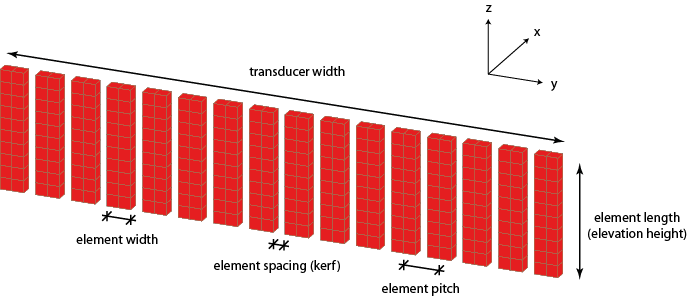 z
x
y
transducer width
element width
element spacing (kerf)
element pitch
element length
(elevation height)